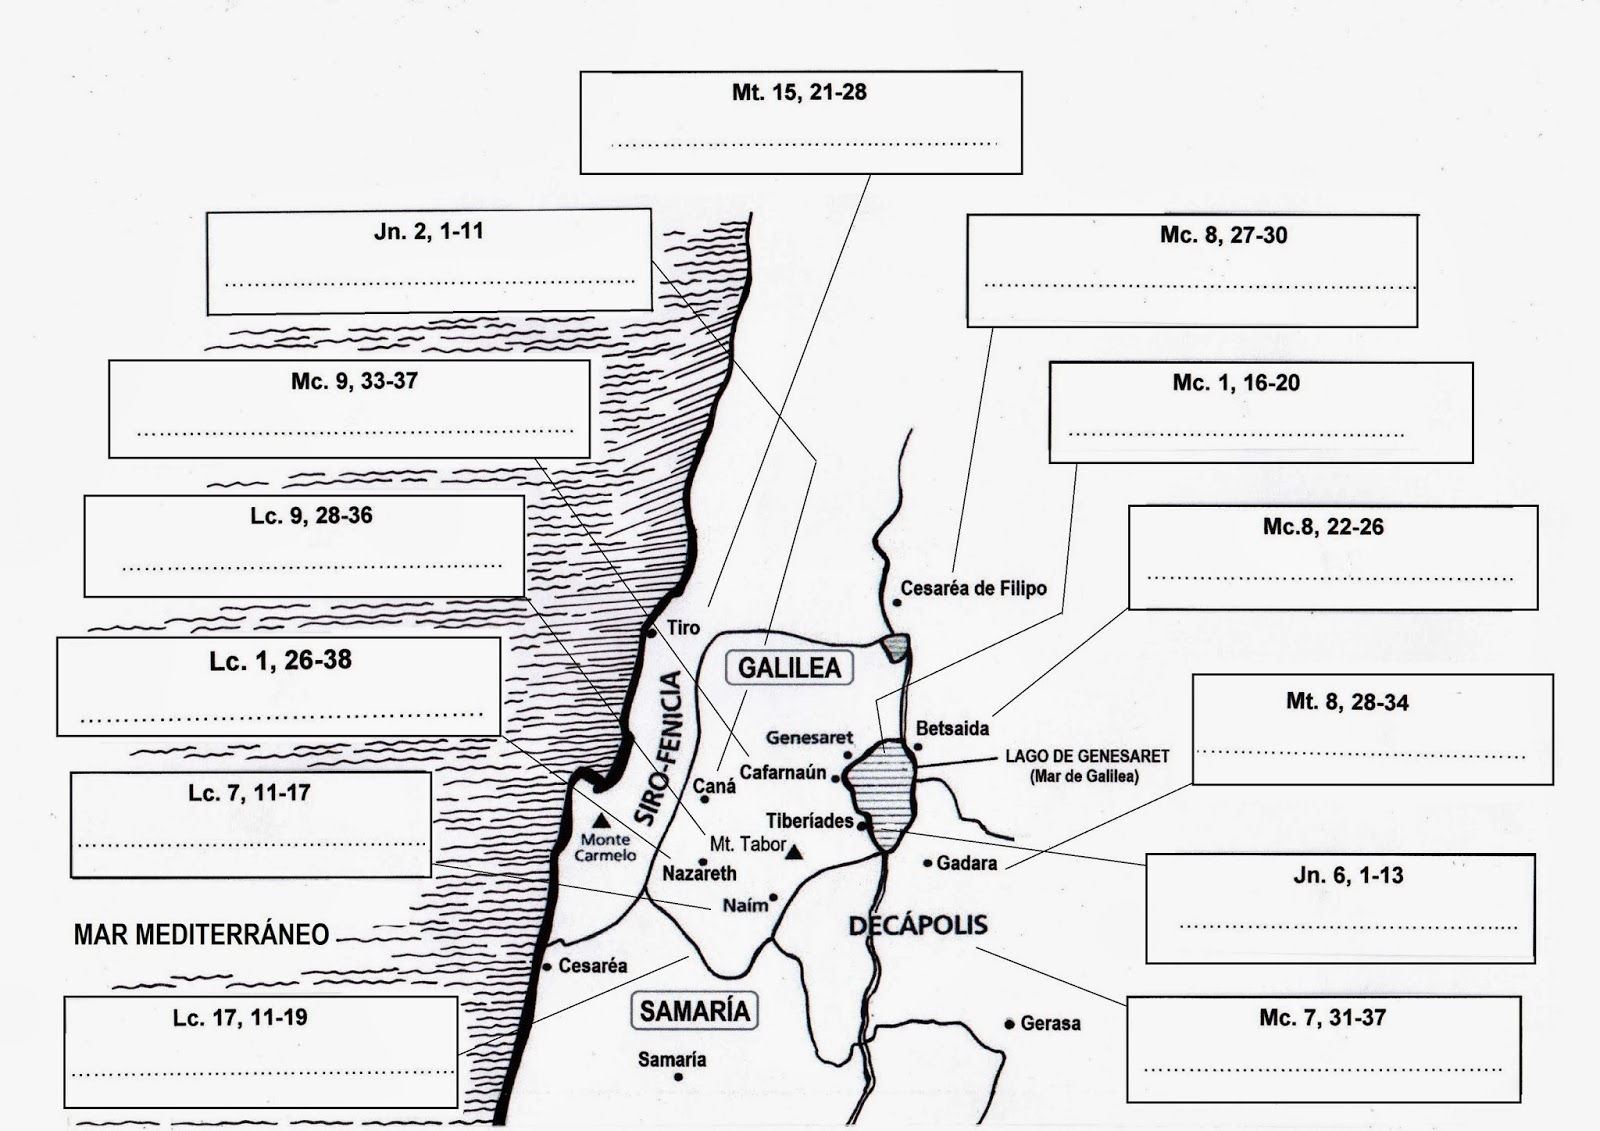 Mt. 15, 21-28
Jn. 2, 1-11
Mc. 8, 27-30
Mc. 9, 33-37
Mc. 1, 16-20
Lc. 9, 28-36
Mc.8, 22-26
Cesaréa de Filipo
Tiro
Lc. 1, 26-38
GALILEA
Mt. 8, 28-34
SIRO-FENICIA
Betsaida
Genesaret
LAGO DE GENESARET
(Mar de Galilea)
Cafarnaún
Caná
Lc. 7, 11-17
Tiberíades
Monte
Carmelo
Mt. Tabor
Gadara
Nazareth
Jn. 6, 1-13
Naím
DECÁPOLIS
MAR MEDITERRÁNEO
Cesaréa
SAMARÍA
Lc. 17, 11-19
Gerasa
Mc. 7, 31-37
Samaría